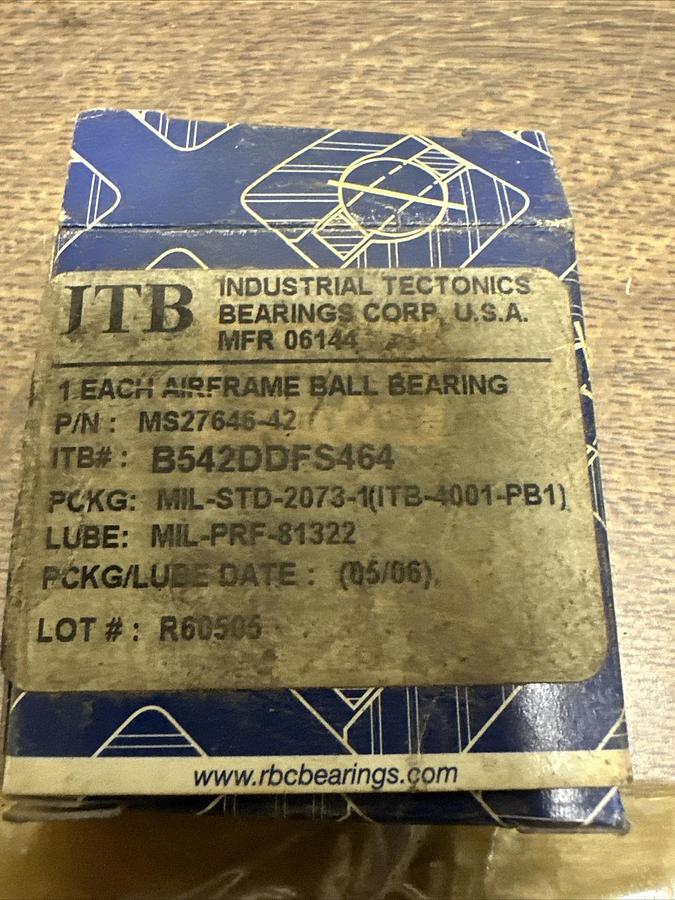 ITB
INDUSTRIAL TECTONICS
BEARINGS CORP. U.S.A.
MFR 06144
1 EACH AIRFRAME BALL BEARING
P/N : MS27646-42
ITB# : B542DDFS464
PCKG: MIL-STD-2073-1(ITB-4001-PB1)
LUBE: MIL-PRF-81322
PCKG/LUBE DATE : (05/06)
LOT # : R60505
www.rbcbearings.com